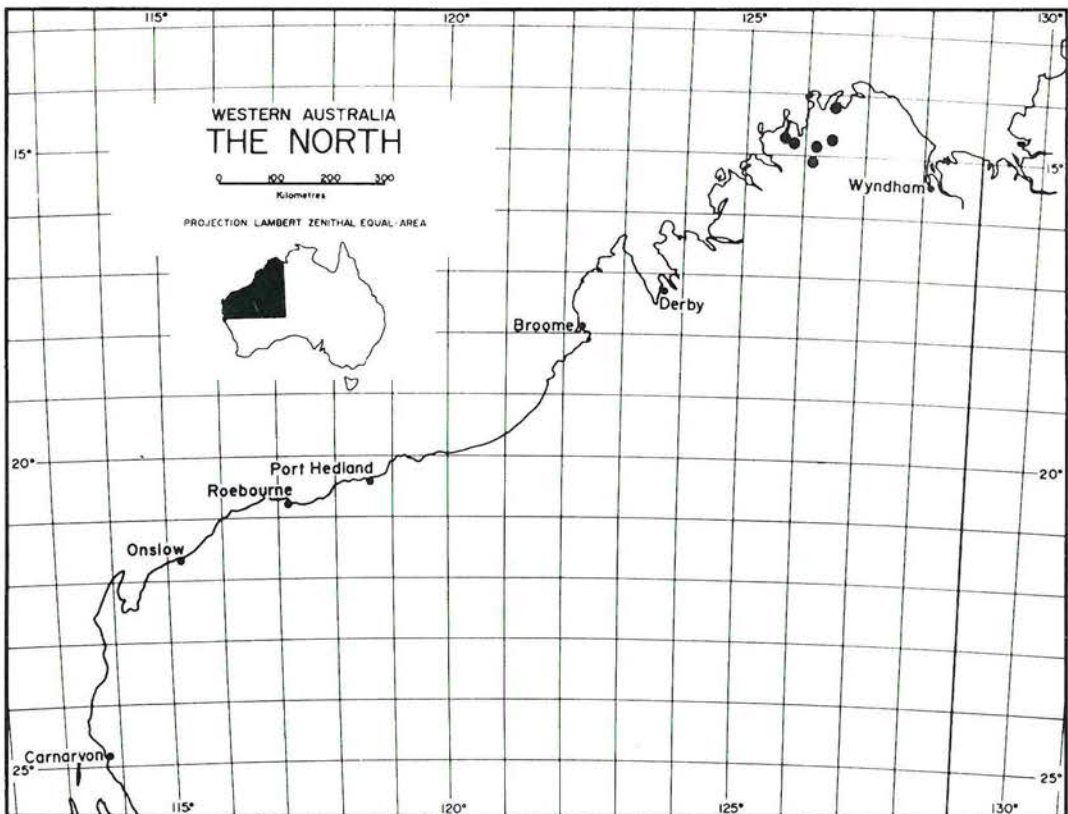 115°
120°
125°
130°
WESTERN AUSTRALIA
THE NORTH
0 100 200 300
Kilometres
PROJECTION: LAMBERT ZENITHAL EQUAL-AREA
15°
15°
Wyndham
Derby
Broome
20°
Port Hedland
20°
Roebourne
Onslow
Carnarvon
25°
25°
115°
120°
125°
130°